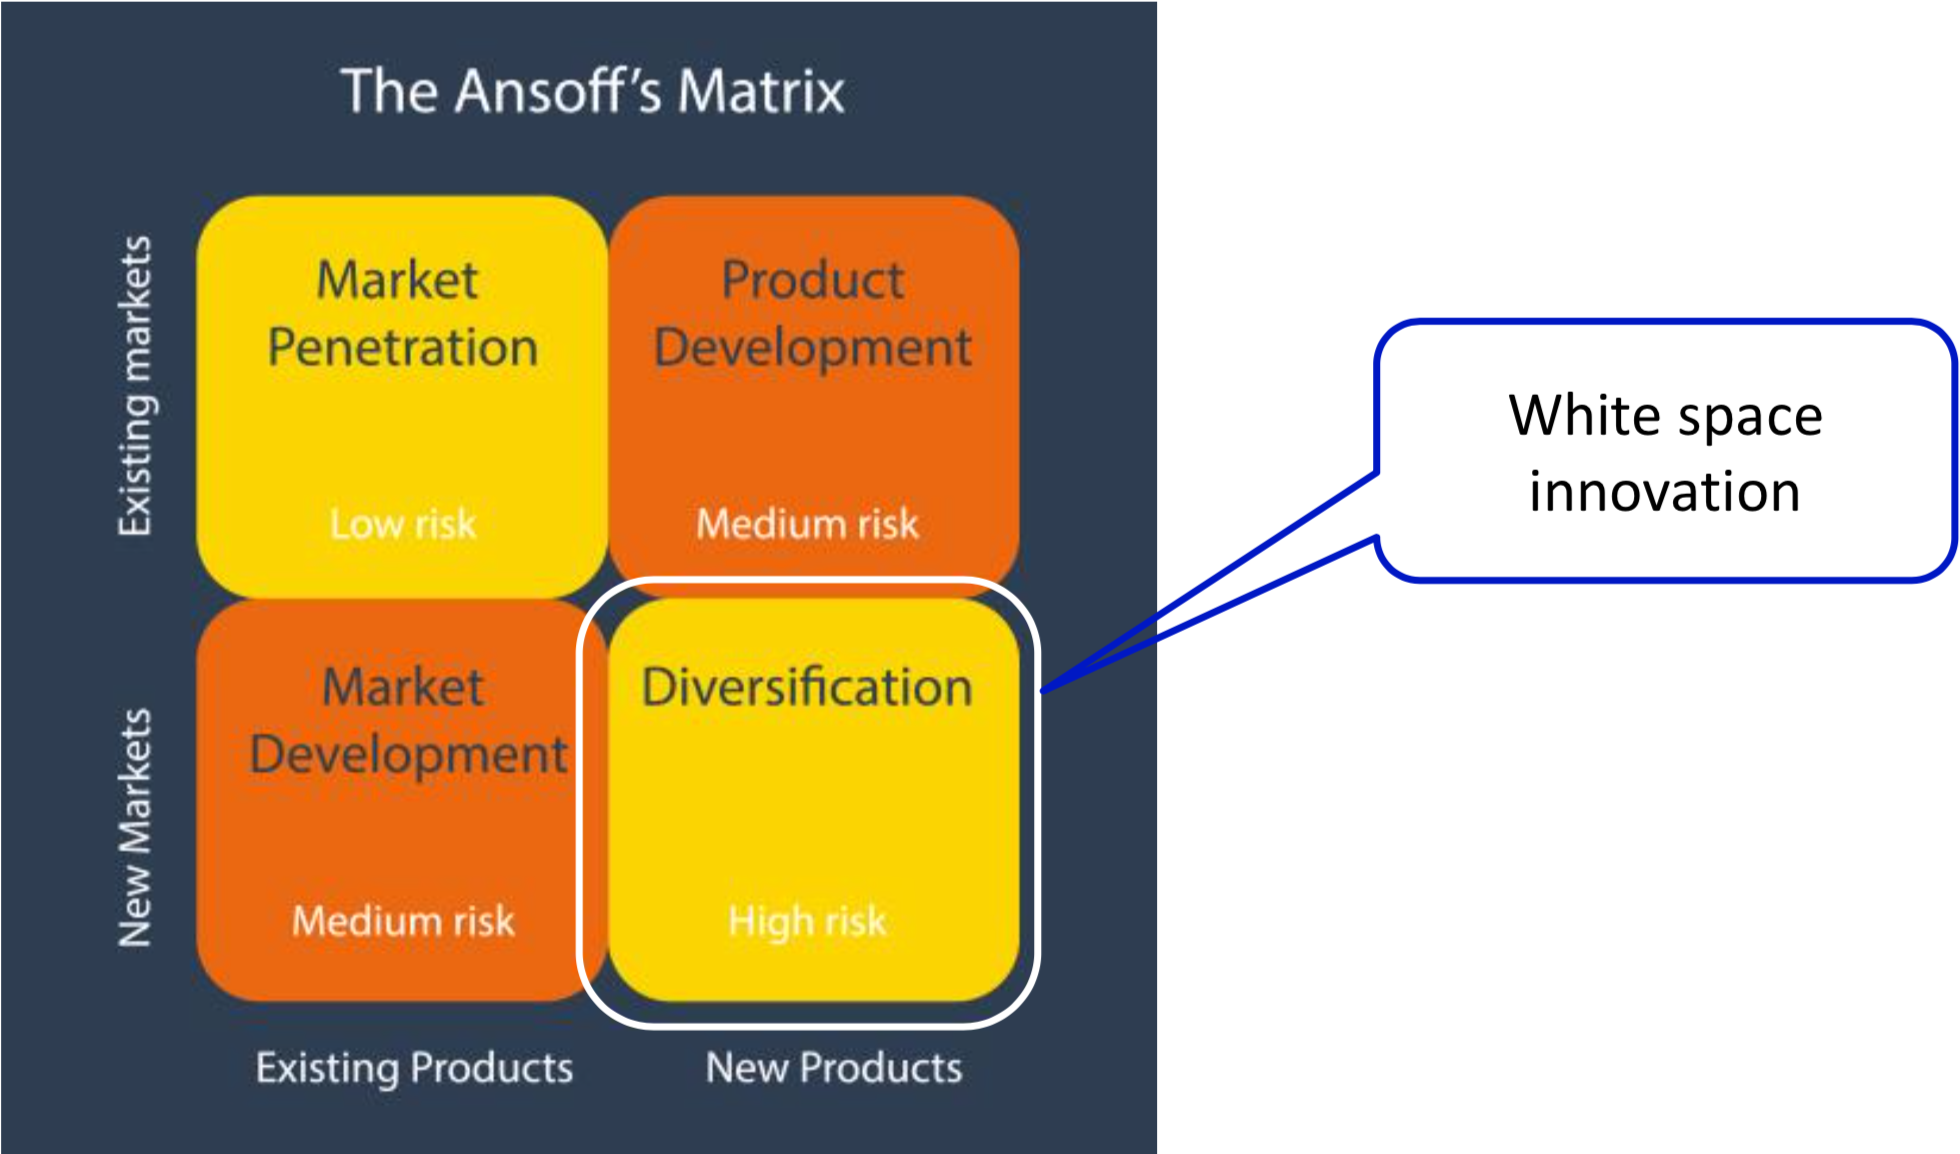 The Ansoff's Matrix
Existing markets
Market
Penetration
Low risk
Product
Development
Medium risk
New Markets
Market
Development
Medium risk
Diversification
High risk
Existing Products
New Products
White space
innovation